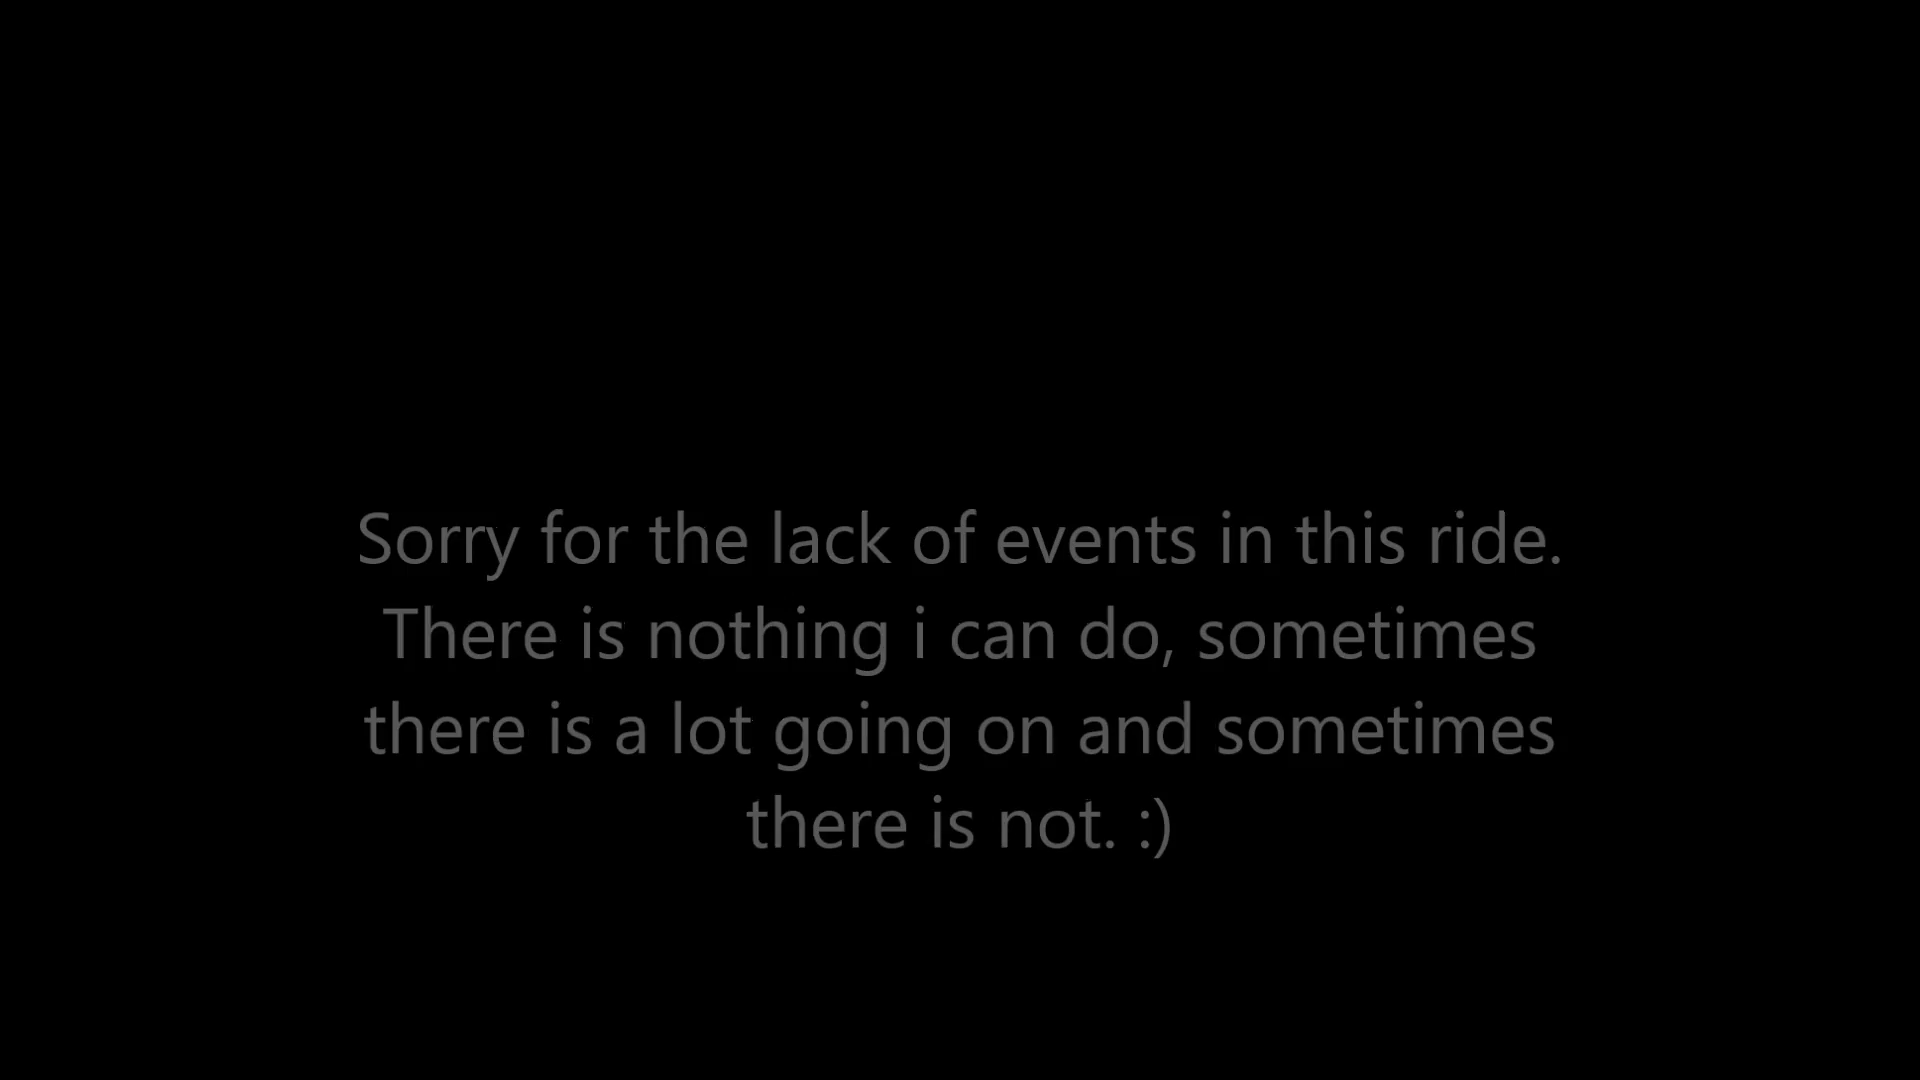 Sorry for the lack of events in this ride.
There is nothing i can do, sometimes
there is a lot going on and sometimes
there is not. :)